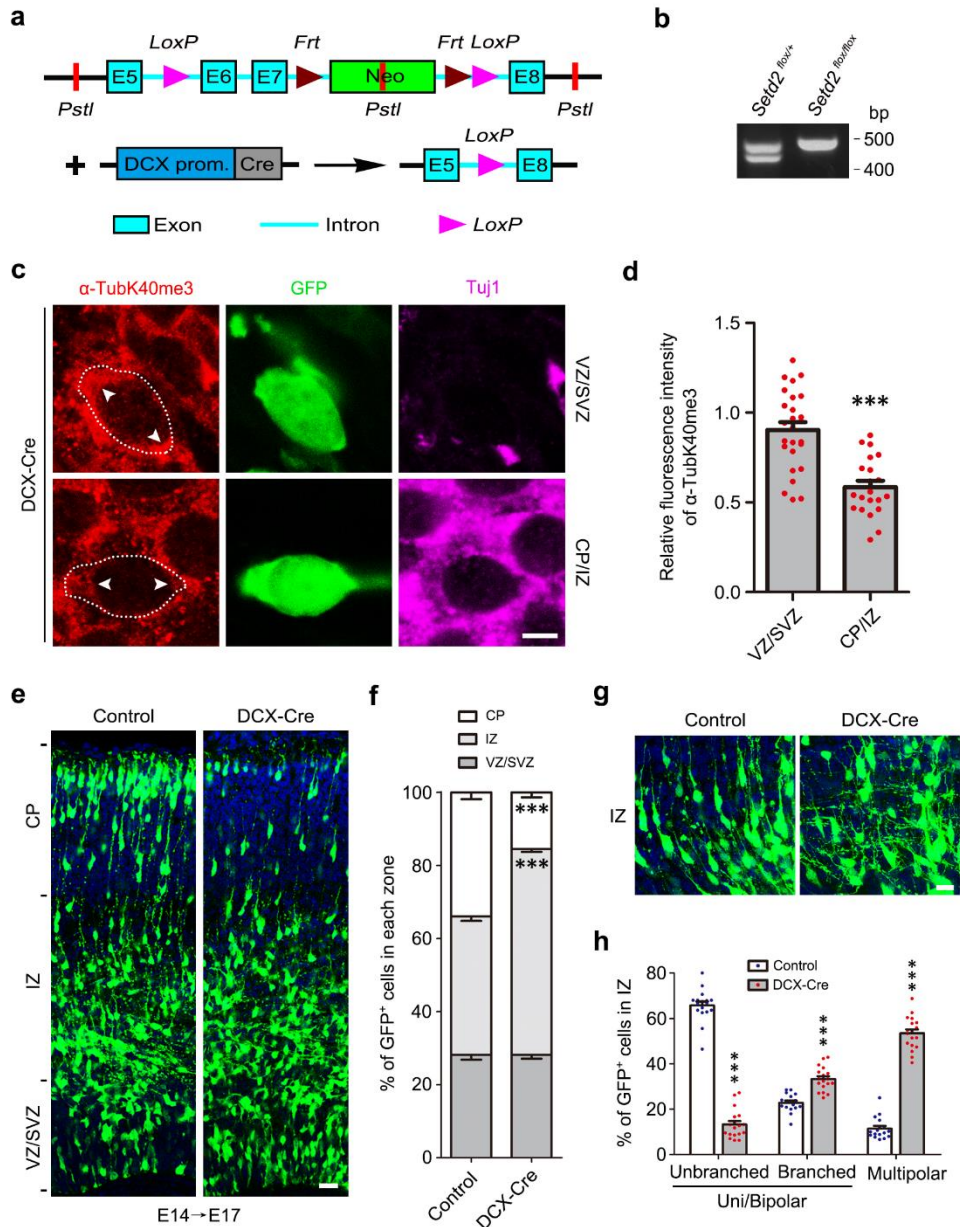 a
LoxP Frt Frt LoxP
E5 E6 E7 Neo E8
PstI PstI PstI
LoxP
+ DCX prom. Cre E5 E8
Exon Intron LoxP
b
Setd2 flox/+
Setd2 flox/flox
bp
500
400
c
α-TubK40me3 GFP Tuj1
DCX-Cre
VZ/SVZ
CP/IZ
d
Relative fluorescence intensity
of α-TubK40me3
1.5
1.0
0.5
0.0
***
VZ/SVZ
CP/IZ
e
Control DCX-Cre
CP
IZ
VZ/SVZ
E14→E17
f
CP
IZ
VZ/SVZ
% of GFP+ cells in each zone
100
80
60
40
20
0
***
***
Control
DCX-Cre
g
Control DCX-Cre
IZ
h
Control
DCX-Cre
% of GFP+ cells in IZ
80
60
40
20
0
***
***
***
Unbranched Branched Multipolar
Uni/Bipolar